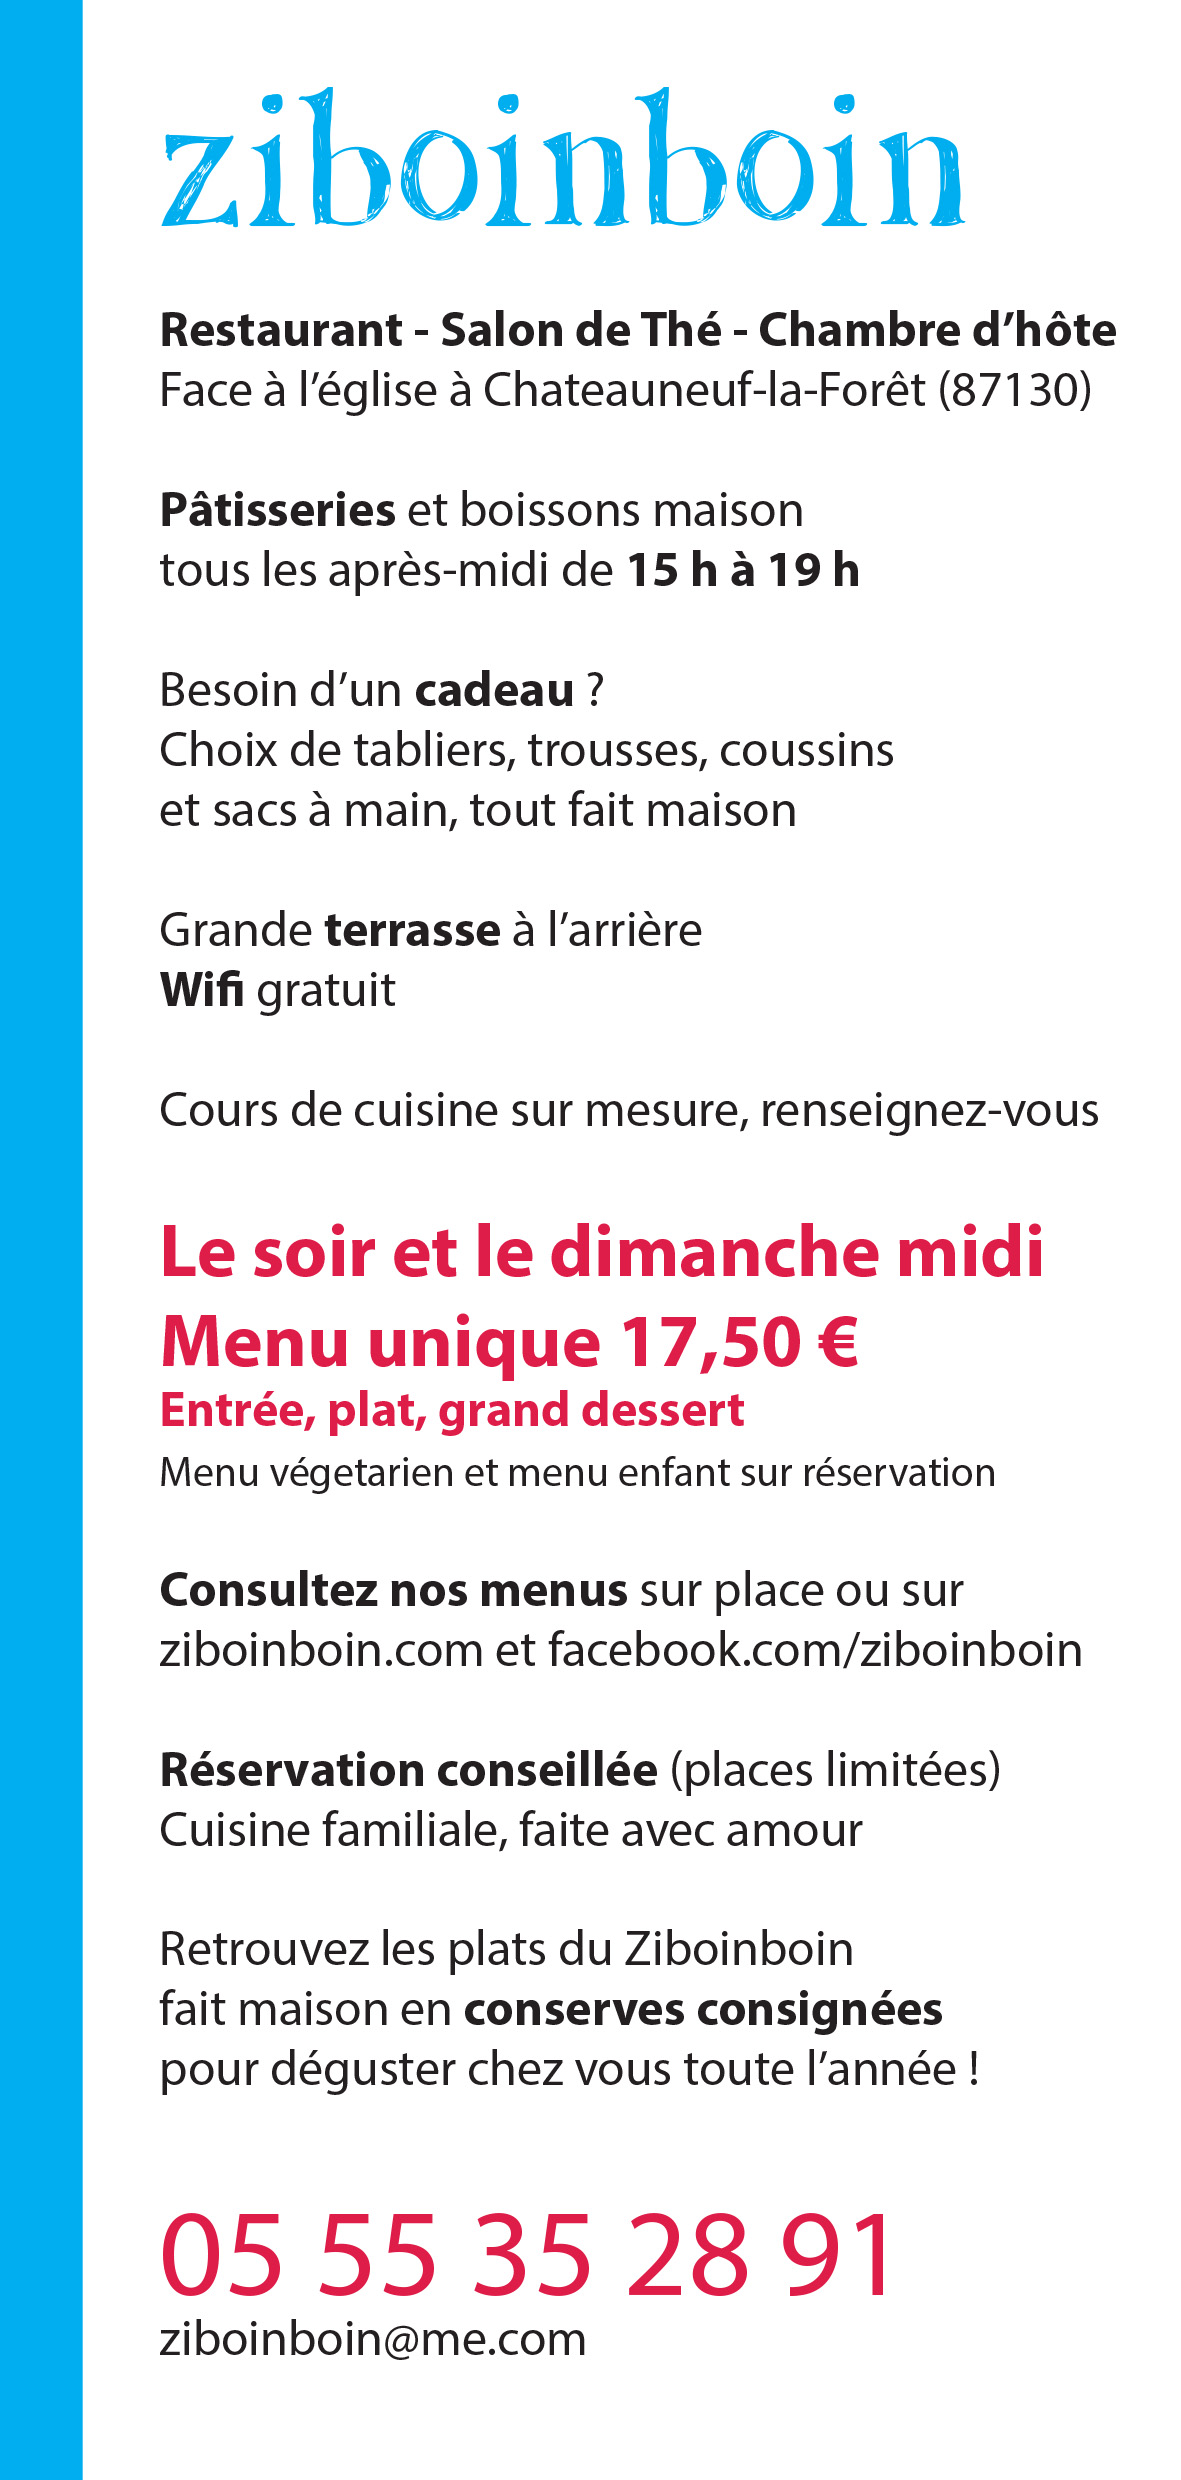 ziboinboin
Restaurant - Salon de Thé - Chambre d’hôte
Face à l’église à Chateauneuf-la-Forêt (87130)
Pâtisseries et boissons maison
tous les après-midi de 15 h à 19 h
Besoin d’un cadeau ?
Choix de tabliers, trousses, coussins
et sacs à main, tout fait maison
Grande terrasse à l’arrière
Wifi gratuit
Cours de cuisine sur mesure, renseignez-vous
Le soir et le dimanche midi
Menu unique 17,50 €
Entrée, plat, grand dessert
Menu végetarien et menu enfant sur réservation
Consultez nos menus sur place ou sur
ziboinboin.com et facebook.com/ziboinboin
Réservation conseillée (places limitées)
Cuisine familiale, faite avec amour
Retrouvez les plats du Ziboinboin
fait maison en conserves consignées
pour déguster chez vous toute l’année !
05 55 35 28 91
ziboinboin@me.com